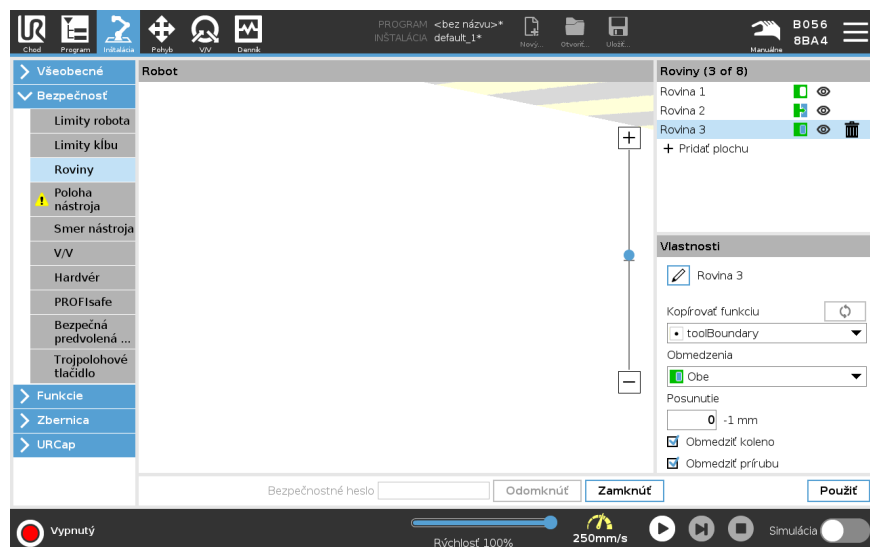 PROGRAM <bez názvu>*
INŠTALÁCIA default_1*
Chod
Program
Inštalácia
Pohyb
V/V
Denník
Nový...
Otvoriť...
Uložiť...
Manuálne
B056
8BA4
Všeobecné
Bezpečnosť
Limity robota
Limity kĺbu
Roviny
Poloha
nástroja
Smer nástroja
V/V
Hardvér
PROFIsafe
Bezpečná
predvolená ...
Trojpolohové
tlačidlo
Funkcie
Zbernica
URCap
Robot
+
−
Roviny (3 of 8)
Rovina 1
Rovina 2
Rovina 3
+ Pridať plochu
Vlastnosti
Rovina 3
Kopírovať funkciu
toolBoundary
Obmedzenia
Obe
Posunutie
0 -1 mm
Obmedziť koleno
Obmedziť prírubu
Bezpečnostné heslo
Odomknúť
Zamknúť
Použiť
Vypnutý
Rýchlosť 100%
250mm/s
Simulácia